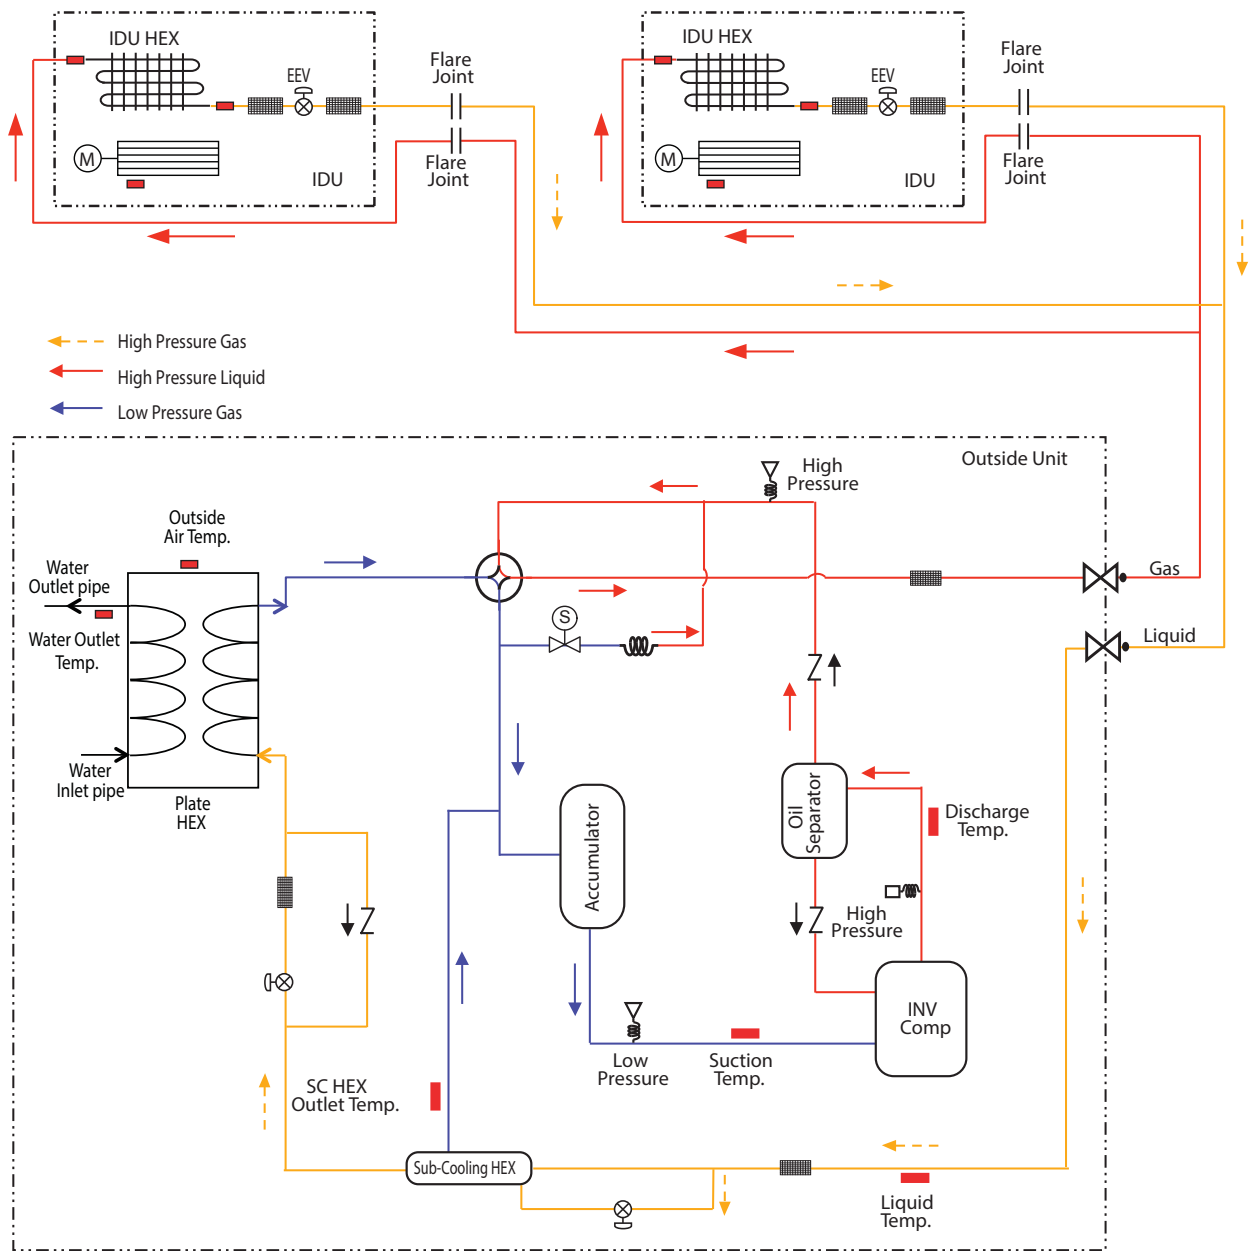 IDU HEX
EEV
Flare
Joint
M
IDU
Flare
Joint
IDU HEX
EEV
Flare
Joint
M
IDU
Flare
Joint
High Pressure Gas
High Pressure Liquid
Low Pressure Gas
Outside Unit
High
Pressure
Outside
Air Temp.
Water
Outlet pipe
Gas
Water Outlet
Temp.
S
Liquid
Water
Inlet pipe
Plate
HEX
Accumulator
Oil
Separator
Discharge
Temp.
High
Pressure
INV
Comp
Low
Pressure
Suction
Temp.
SC HEX
Outlet Temp.
Sub-Cooling HEX
Liquid
Temp.